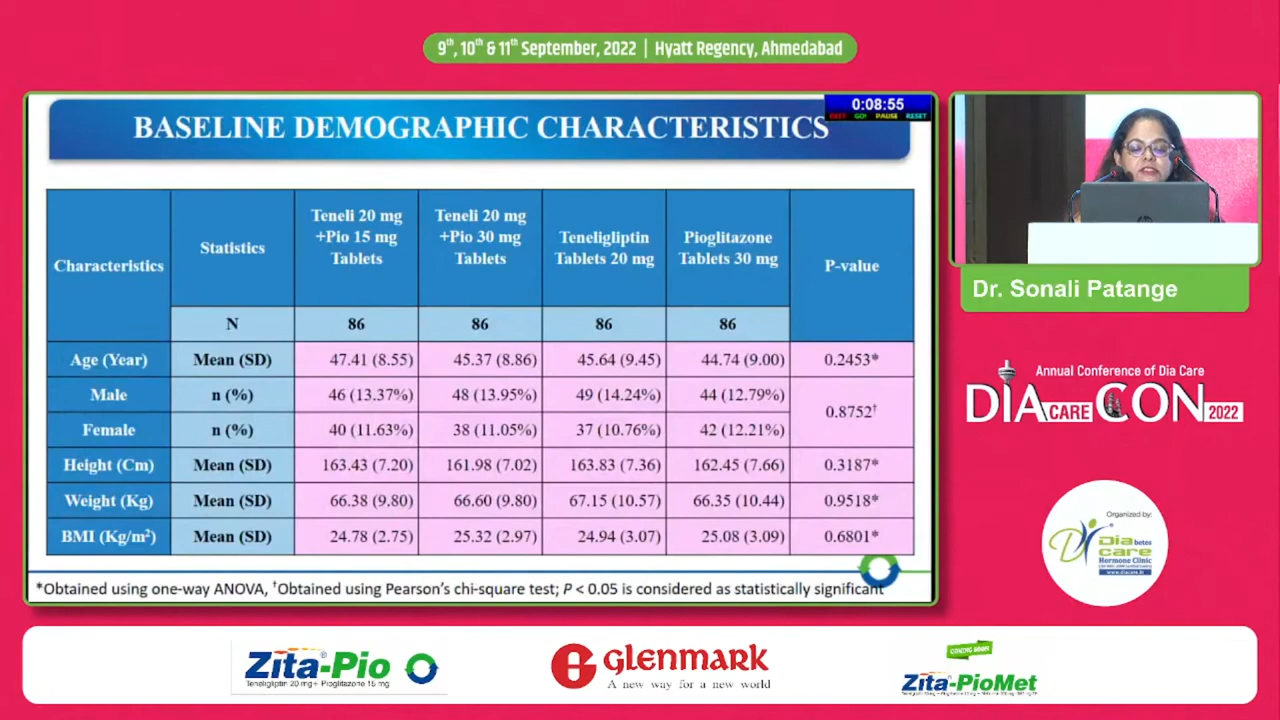 9th, 10th & 11th September, 2022 | Hyatt Regency, Ahmedabad
0:08:55
EXIT GO! PAUSE RESET
BASELINE DEMOGRAPHIC CHARACTERISTICS
Characteristics Statistics Teneli 20 mg +Pio 15 mg Tablets Teneli 20 mg +Pio 30 mg Tablets Teneligliptin Tablets 20 mg Pioglitazone Tablets 30 mg P-value
N 86 86 86 86
Age (Year) Mean (SD) 47.41 (8.55) 45.37 (8.86) 45.64 (9.45) 44.74 (9.00) 0.2453*
Male n (%) 46 (13.37%) 48 (13.95%) 49 (14.24%) 44 (12.79%) 0.8752†
Female n (%) 40 (11.63%) 38 (11.05%) 37 (10.76%) 42 (12.21%)
Height (Cm) Mean (SD) 163.43 (7.20) 161.98 (7.02) 163.83 (7.36) 162.45 (7.66) 0.3187*
Weight (Kg) Mean (SD) 66.38 (9.80) 66.60 (9.80) 67.15 (10.57) 66.35 (10.44) 0.9518*
BMI (Kg/m²) Mean (SD) 24.78 (2.75) 25.32 (2.97) 24.94 (3.07) 25.08 (3.09) 0.6801*
*Obtained using one-way ANOVA, †Obtained using Pearson's chi-square test; P < 0.05 is considered as statistically significant
Dr. Sonali Patange
Annual Conference of Dia Care
DIA CARE CON 2022
Organized by:
Diabetes
care
Hormone Clinic
www.diacare.in
Zita-Pio®
Teneligliptin 20 mg + Pioglitazone 15 mg
glenmark
A new way for a new world
COMING SOON
Zita-PioMet